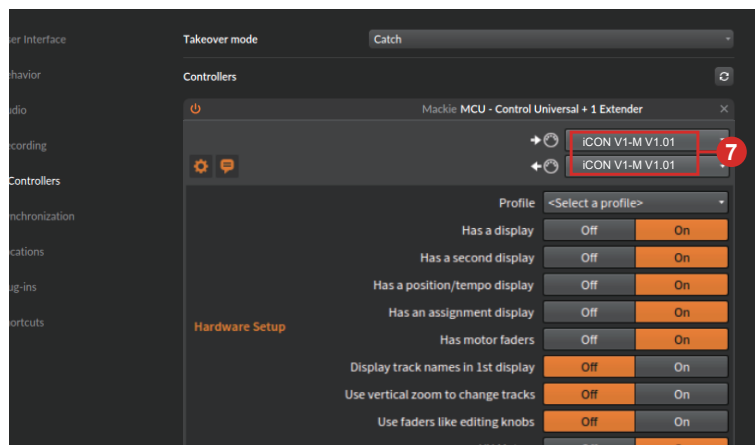 ser Interface
Takeover mode
Catch
ehavior
Controllers
udio
Mackie MCU - Control Universal + 1 Extender
ecording
iCON V1-M V1.01
7
iCON V1-M V1.01
Controllers
Profile <Select a profile>
nchronization
Has a display Off On
cations
Has a second display Off On
ug-ins
Has a position/tempo display Off On
ortcuts
Has an assignment display Off On
Hardware Setup
Has motor faders Off On
Display track names in 1st display Off On
Use vertical zoom to change tracks Off On
Use faders like editing knobs Off On